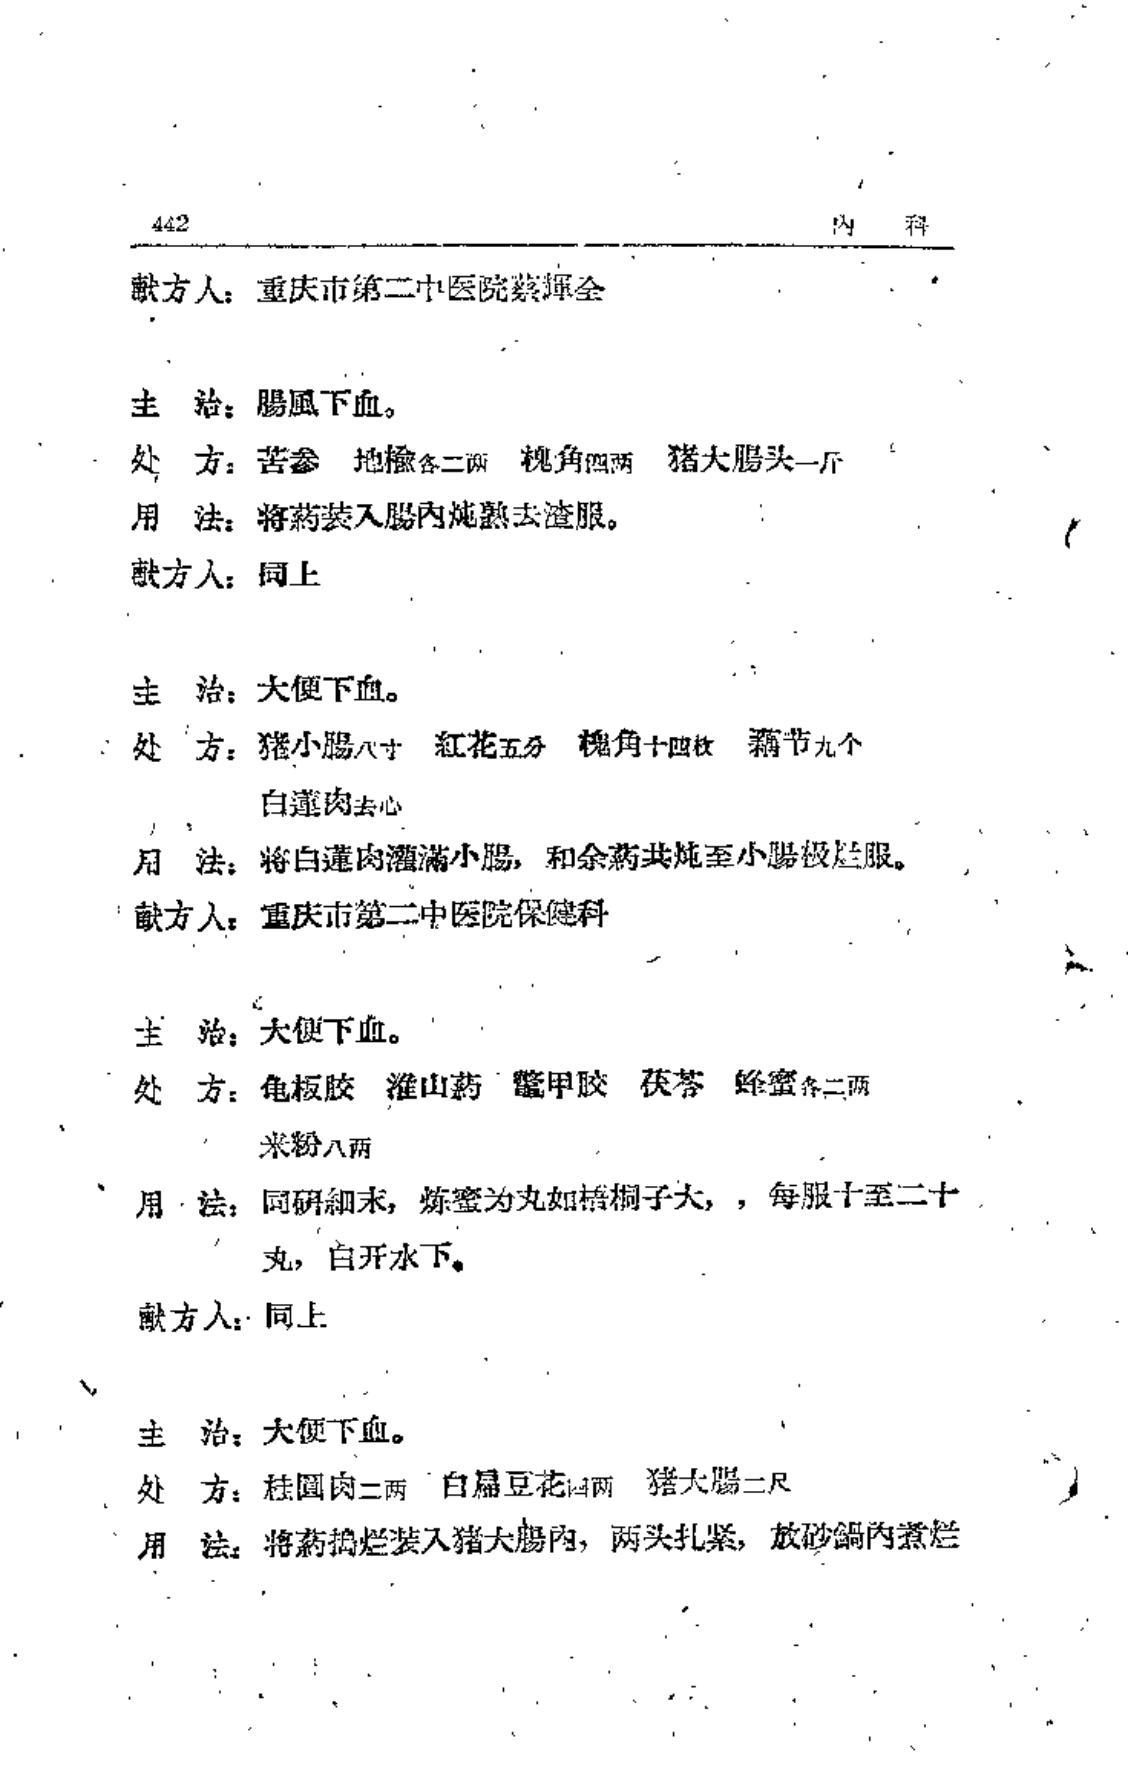 442 内 科
献方人：重庆市第二中医院蔡輝全
主 治：腸風下血。
处 方：苦参 地榆各二两 槐角四两 猪大腸头一斤
用 法：将葯装入腸內炖熟去渣服。
献方人：同上
主 治：大便下血。
处 方：猪小腸八寸 紅花五分 槐角十四枚 藕节九个
白蓮肉去心
用 法：將白蓮肉灌滿小腸，和余葯共炖至小腸极烂服。
献方人：重庆市第二中医院保健科
主 治：大便下血。
处 方：龟板胶 淮山葯 鼈甲胶 茯苓 蜂蜜各二两
米粉八两
用 法：同研細末，炼蜜为丸如梧桐子大，，每服十至二十
丸，白开水下。
献方人：同上
主 治：大便下血。
处 方：桂圓肉二两 白扁豆花四两 猪大腸二尺
用 法：将葯搗烂装入猪大腸內，两头扎紧，放砂鍋內煮烂